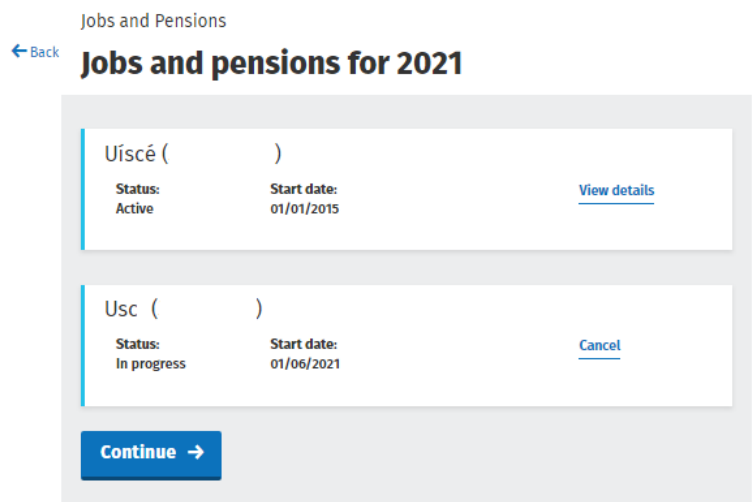 Jobs and Pensions
← Back
Jobs and pensions for 2021
Uíscé ( )
Status: Start date: View details
Active 01/01/2015
Usc ( )
Status: Start date: Cancel
In progress 01/06/2021
Continue →